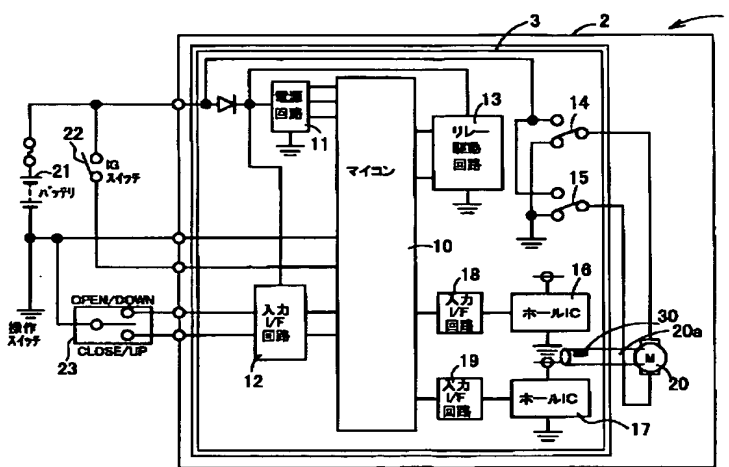 2
3
電源
回路
11
13
リレー
駆動
回路
14
15
22
IG
スイッチ
21
バッテリ
マイコン
10
18
入力
I/F
回路
16
ホールIC
OPEN/DOWN
CLOSE/UP
操作
スイッチ
23
入力
I/F
回路
12
19
入力
I/F
回路
ホールIC
17
30
20a
M
20